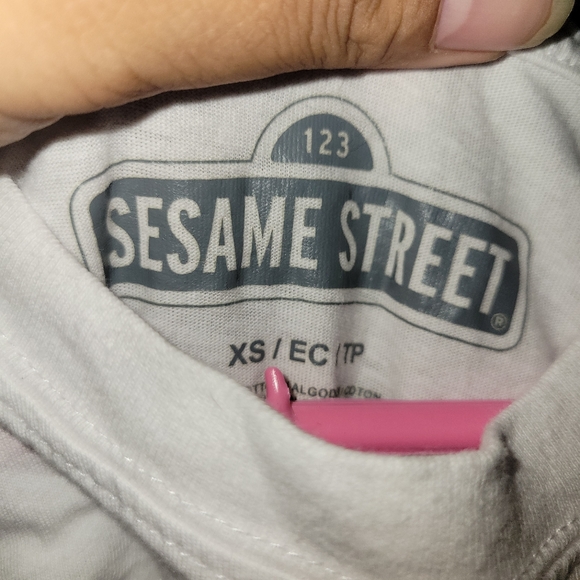 123
SESAME STREET®
XS / EC / TP